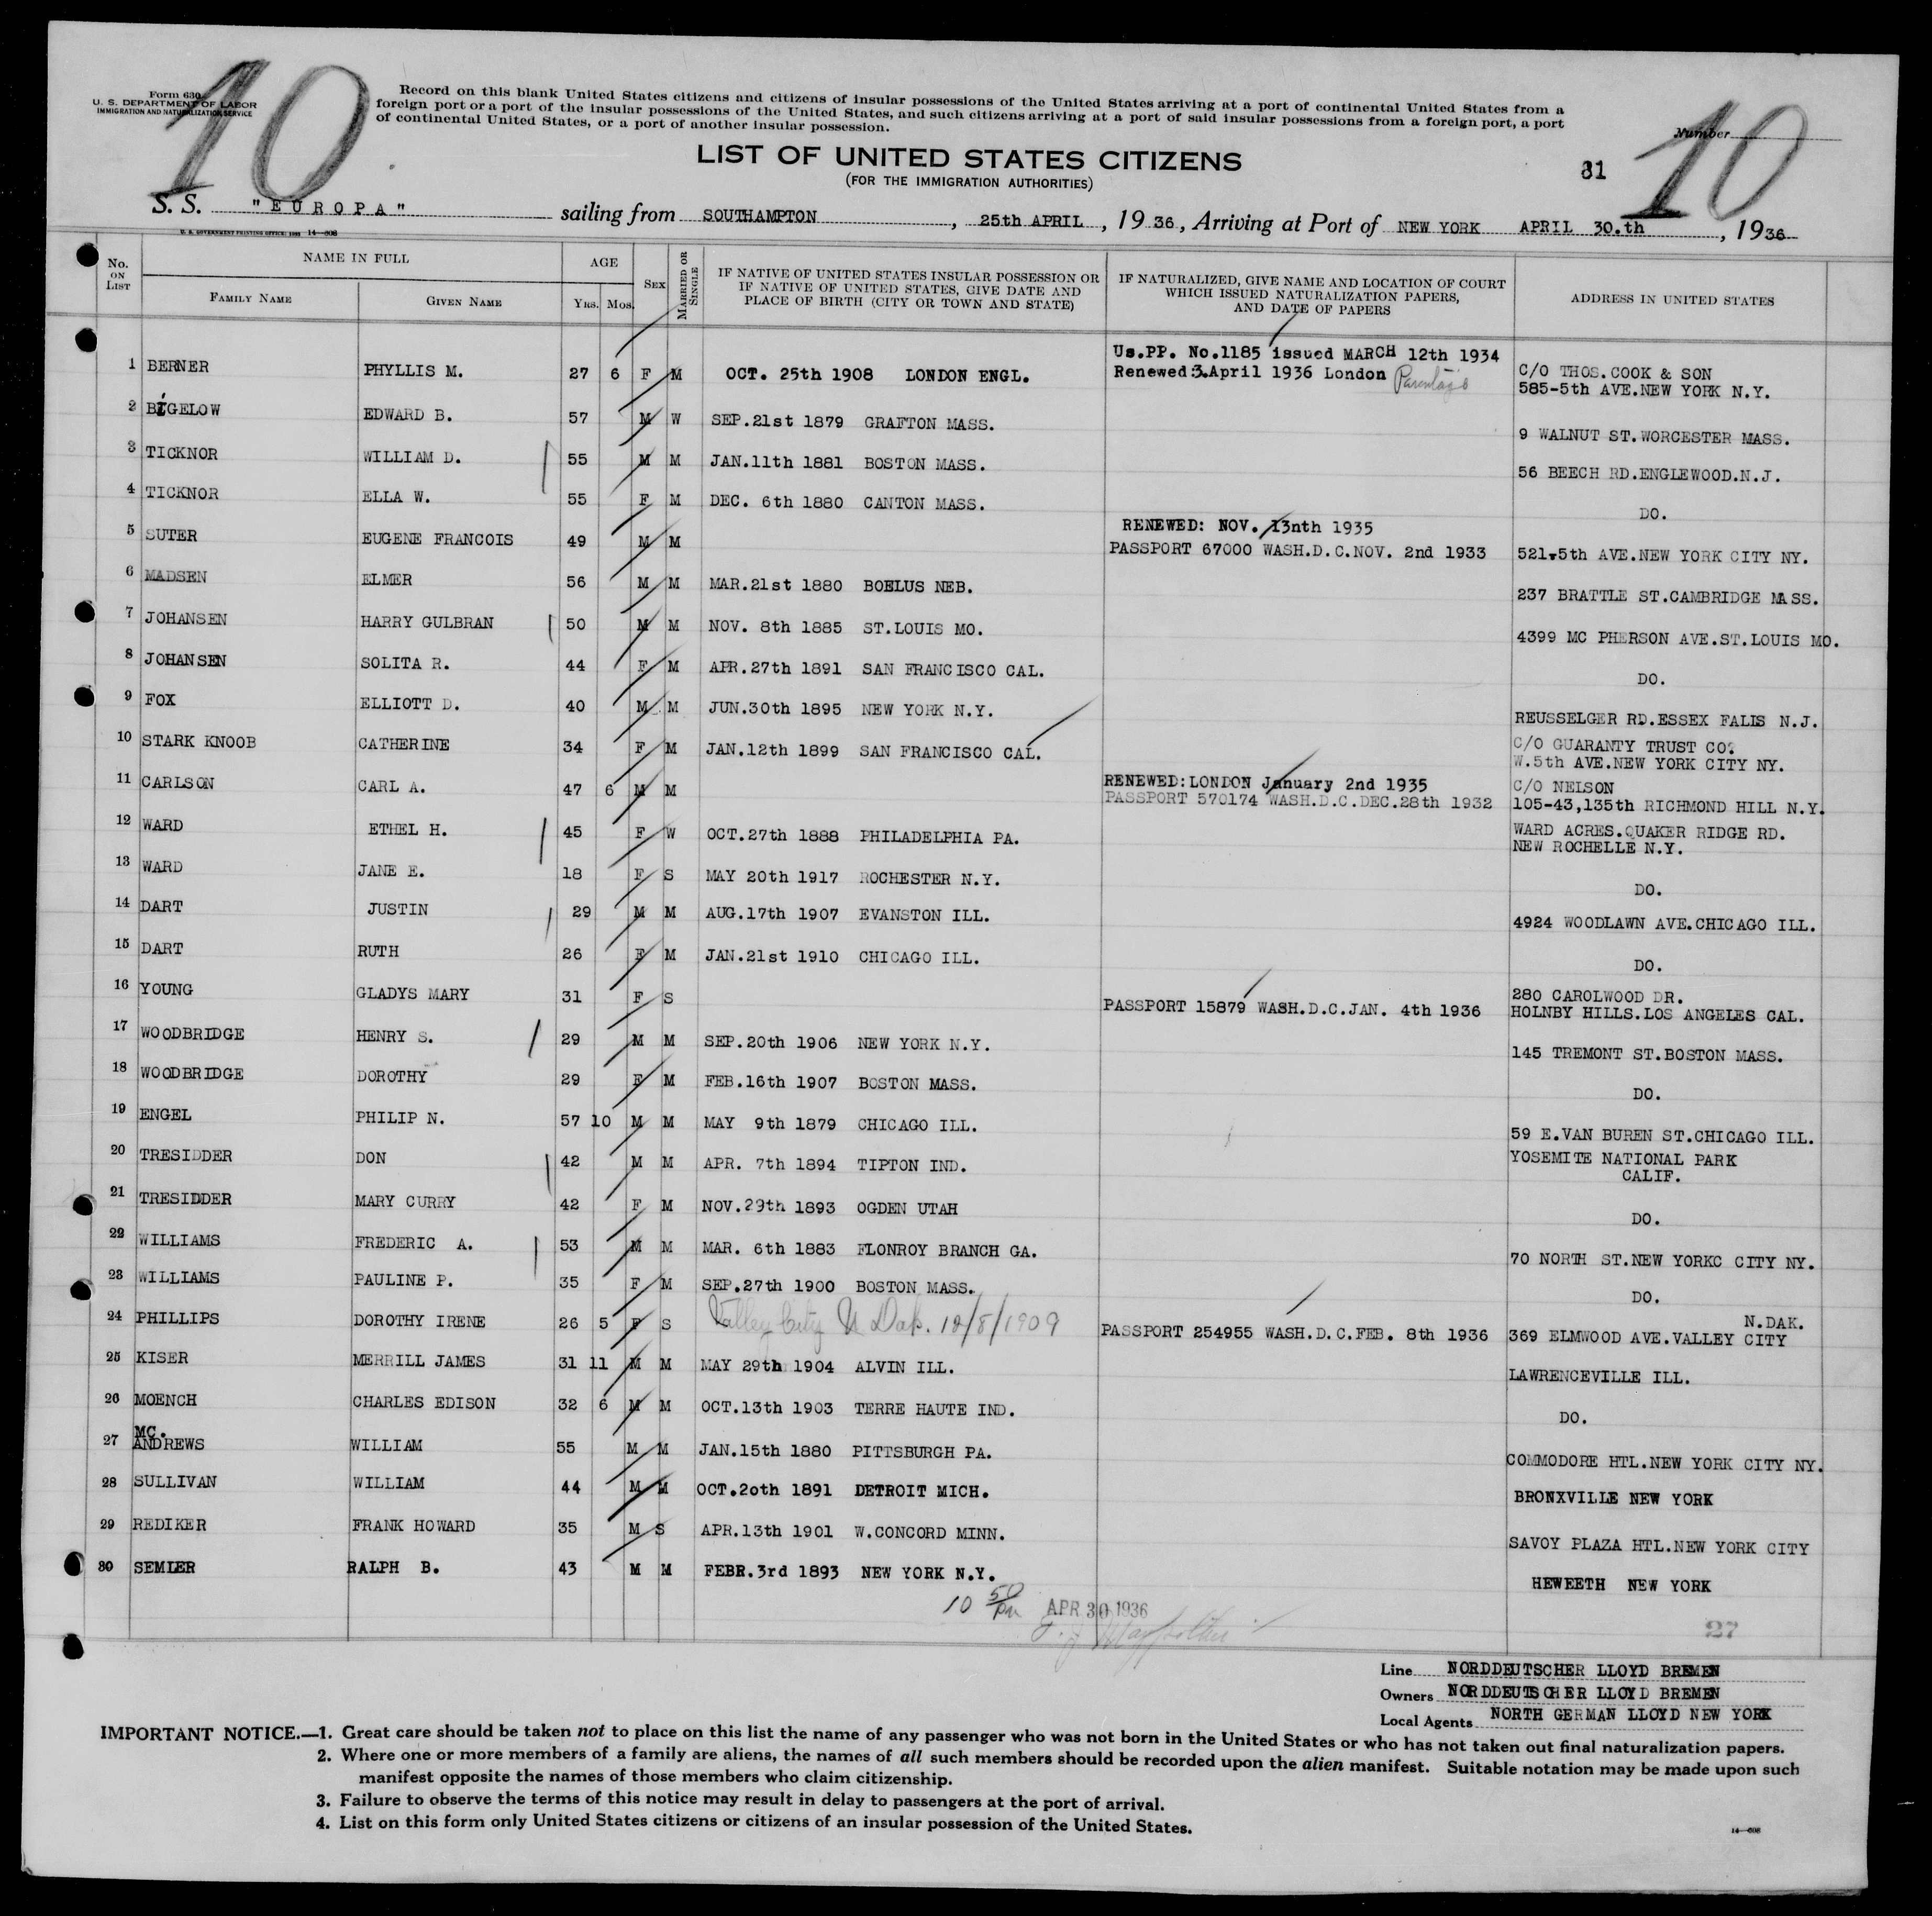 10
Form 630
U. S. DEPARTMENT OF LABOR
IMMIGRATION AND NATURALIZATION SERVICE
Record on this blank United States citizens and citizens of insular possessions of the United States arriving at a port of continental United States from a
foreign port or a port of the insular possessions of the United States, and such citizens arriving at a port of said insular possessions from a foreign port, a port
of continental United States, or a port of another insular possession.
Number
10
LIST OF UNITED STATES CITIZENS
(FOR THE IMMIGRATION AUTHORITIES)
31
S. S. "EUROPA" sailing from SOUTHAMPTON, 25th APRIL, 1936, Arriving at Port of NEW YORK APRIL 30.th, 1936
U. S. GOVERNMENT PRINTING OFFICE: 14—608
No. ON LIST
NAME IN FULL
FAMILY NAME
GIVEN NAME
AGE
YRS. MOS.
SEX
MARRIED OR SINGLE
IF NATIVE OF UNITED STATES INSULAR POSSESSION OR
IF NATIVE OF UNITED STATES, GIVE DATE AND
PLACE OF BIRTH (CITY OR TOWN AND STATE)
IF NATURALIZED, GIVE NAME AND LOCATION OF COURT
WHICH ISSUED NATURALIZATION PAPERS,
AND DATE OF PAPERS
ADDRESS IN UNITED STATES
1 BERNER PHYLLIS M. 27 6 F M OCT. 25th 1908 LONDON ENGL. Us.PP. No.1185 issued MARCH 12th 1934
Renewed:3.April 1936 London Parentage C/O THOS.COOK & SON
585-5th AVE.NEW YORK N.Y.
2 BIGELOW EDWARD B. 57 M W SEP.21st 1879 GRAFTON MASS. 9 WALNUT ST.WORCESTER MASS.
3 TICKNOR WILLIAM D. 55 M M JAN.11th 1881 BOSTON MASS. 56 BEECH RD.ENGLEWOOD.N.J.
4 TICKNOR ELLA W. 55 F M DEC. 6th 1880 CANTON MASS. DO.
5 SUTER EUGENE FRANCOIS 49 M M RENEWED: NOV. 13nth 1935
PASSPORT 67000 WASH.D.C.NOV. 2nd 1933 521.5th AVE.NEW YORK CITY NY.
6 MADSEN ELMER 56 M M MAR.21st 1880 BOELUS NEB. 237 BRATTLE ST.CAMBRIDGE MASS.
7 JOHANSEN HARRY GULBRAN 50 M M NOV. 8th 1885 ST.LOUIS MO. 4399 MC PHERSON AVE.ST.LOUIS MO.
8 JOHANSEN SOLITA R. 44 F M APR.27th 1891 SAN FRANCISCO CAL. DO.
9 FOX ELLIOTT D. 40 M M JUN.30th 1895 NEW YORK N.Y. REUSSELGER RD.ESSEX FALIS N.J.
10 STARK KNOOB CATHERINE 34 F M JAN.12th 1899 SAN FRANCISCO CAL. C/O GUARANTY TRUST CO.
W.5th AVE.NEW YORK CITY NY.
11 CARLSON CARL A. 47 6 M M RENEWED:LONDON January 2nd 1935
PASSPORT 570174 WASH.D.C.DEC.28th 1932 C/O NELSON
105-43,135th RICHMOND HILL N.Y.
12 WARD ETHEL H. 45 F W OCT.27th 1888 PHILADELPHIA PA. WARD ACRES.QUAKER RIDGE RD.
NEW ROCHELLE N.Y.
13 WARD JANE E. 18 F S MAY 20th 1917 ROCHESTER N.Y. DO.
14 DART JUSTIN 29 M M AUG.17th 1907 EVANSTON ILL. 4924 WOODLAWN AVE.CHICAGO ILL.
15 DART RUTH 26 F M JAN.21st 1910 CHICAGO ILL. DO.
16 YOUNG GLADYS MARY 31 F S PASSPORT 15879 WASH.D.C.JAN. 4th 1936 280 CAROLWOOD DR.
HOLNBY HILLS.LOS ANGELES CAL.
17 WOODBRIDGE HENRY S. 29 M M SEP.20th 1906 NEW YORK N.Y. 145 TREMONT ST.BOSTON MASS.
18 WOODBRIDGE DOROTHY 29 F M FEB.16th 1907 BOSTON MASS. DO.
19 ENGEL PHILIP N. 57 10 M M MAY 9th 1879 CHICAGO ILL. 59 E.VAN BUREN ST.CHICAGO ILL.
20 TRESIDDER DON 42 M M APR. 7th 1894 TIPTON IND. YOSEMITE NATIONAL PARK
CALIF.
21 TRESIDDER MARY CURRY 42 F M NOV.29th 1893 OGDEN UTAH DO.
22 WILLIAMS FREDERIC A. 53 M M MAR. 6th 1883 FLONROY BRANCH GA. 70 NORTH ST.NEW YORKC CITY NY.
23 WILLIAMS PAULINE P. 35 F M SEP.27th 1900 BOSTON MASS. DO.
24 PHILLIPS DOROTHY IRENE 26 5 F S Valley City N Dak. 12/8/1909 PASSPORT 254955 WASH.D.C.FEB. 8th 1936 N.DAK.
369 ELMWOOD AVE.VALLEY CITY
25 KISER MERRILL JAMES 31 11 M M MAY 29th 1904 ALVIN ILL. LAWRENCEVILLE ILL.
26 MOENCH CHARLES EDISON 32 6 M M OCT.13th 1903 TERRE HAUTE IND. DO.
27 MC. ANDREWS WILLIAM 55 M M JAN.15th 1880 PITTSBURGH PA. COMMODORE HTL.NEW YORK CITY NY.
28 SULLIVAN WILLIAM 44 M M OCT.2oth 1891 DETROIT MICH. BRONXVILLE NEW YORK
29 REDIKER FRANK HOWARD 35 M S APR.13th 1901 W.CONCORD MINN. SAVOY PLAZA HTL.NEW YORK CITY
30 SEMLER RALPH B. 43 M M FEBR.3rd 1893 NEW YORK N.Y. HEWEETH NEW YORK
10 50 PM APR 30 1936
27
Line NORDDEUTSCHER LLOYD BREMEN
Owners NORDDEUTSCHER LLOYD BREMEN
Local Agents NORTH GERMAN LLOYD NEW YORK
IMPORTANT NOTICE.—1. Great care should be taken not to place on this list the name of any passenger who was not born in the United States or who has not taken out final naturalization papers.
2. Where one or more members of a family are aliens, the names of all such members should be recorded upon the alien manifest. Suitable notation may be made upon such
manifest opposite the names of those members who claim citizenship.
3. Failure to observe the terms of this notice may result in delay to passengers at the port of arrival.
4. List on this form only United States citizens or citizens of an insular possession of the United States.
14—608